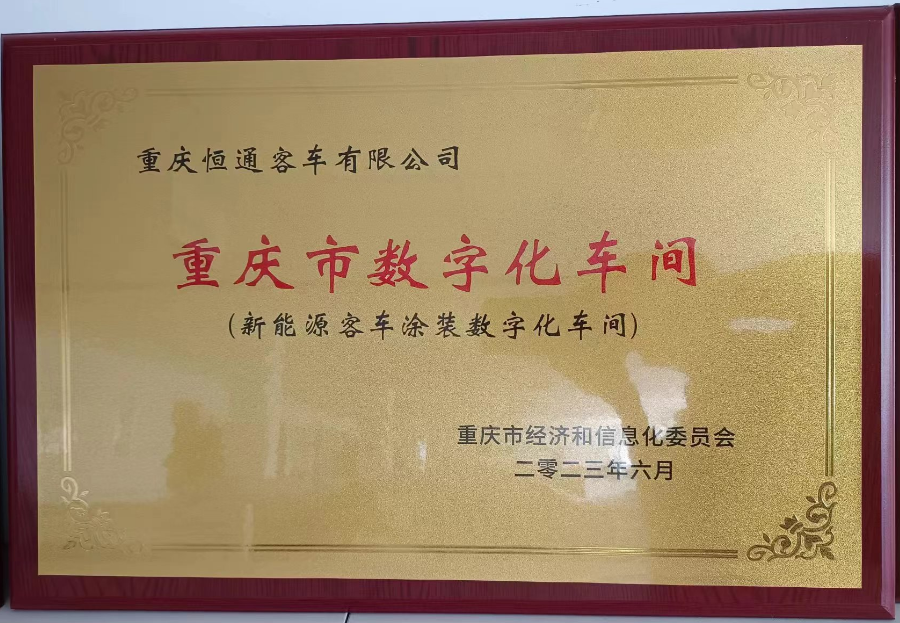 重庆恒通客车有限公司
重庆市数字化车间
(新能源客车涂装数字化车间)
重庆市经济和信息化委员会
二零二三年六月